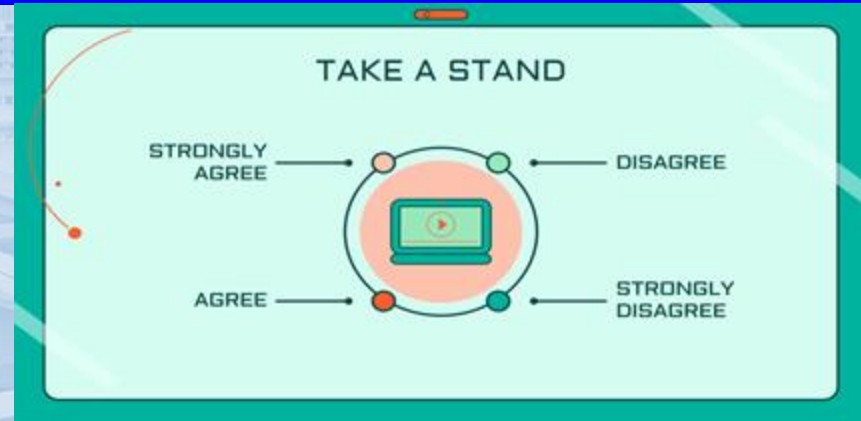 TAKE A STAND
STRONGLY
AGREE
DISAGREE
AGREE
STRONGLY
DISAGREE